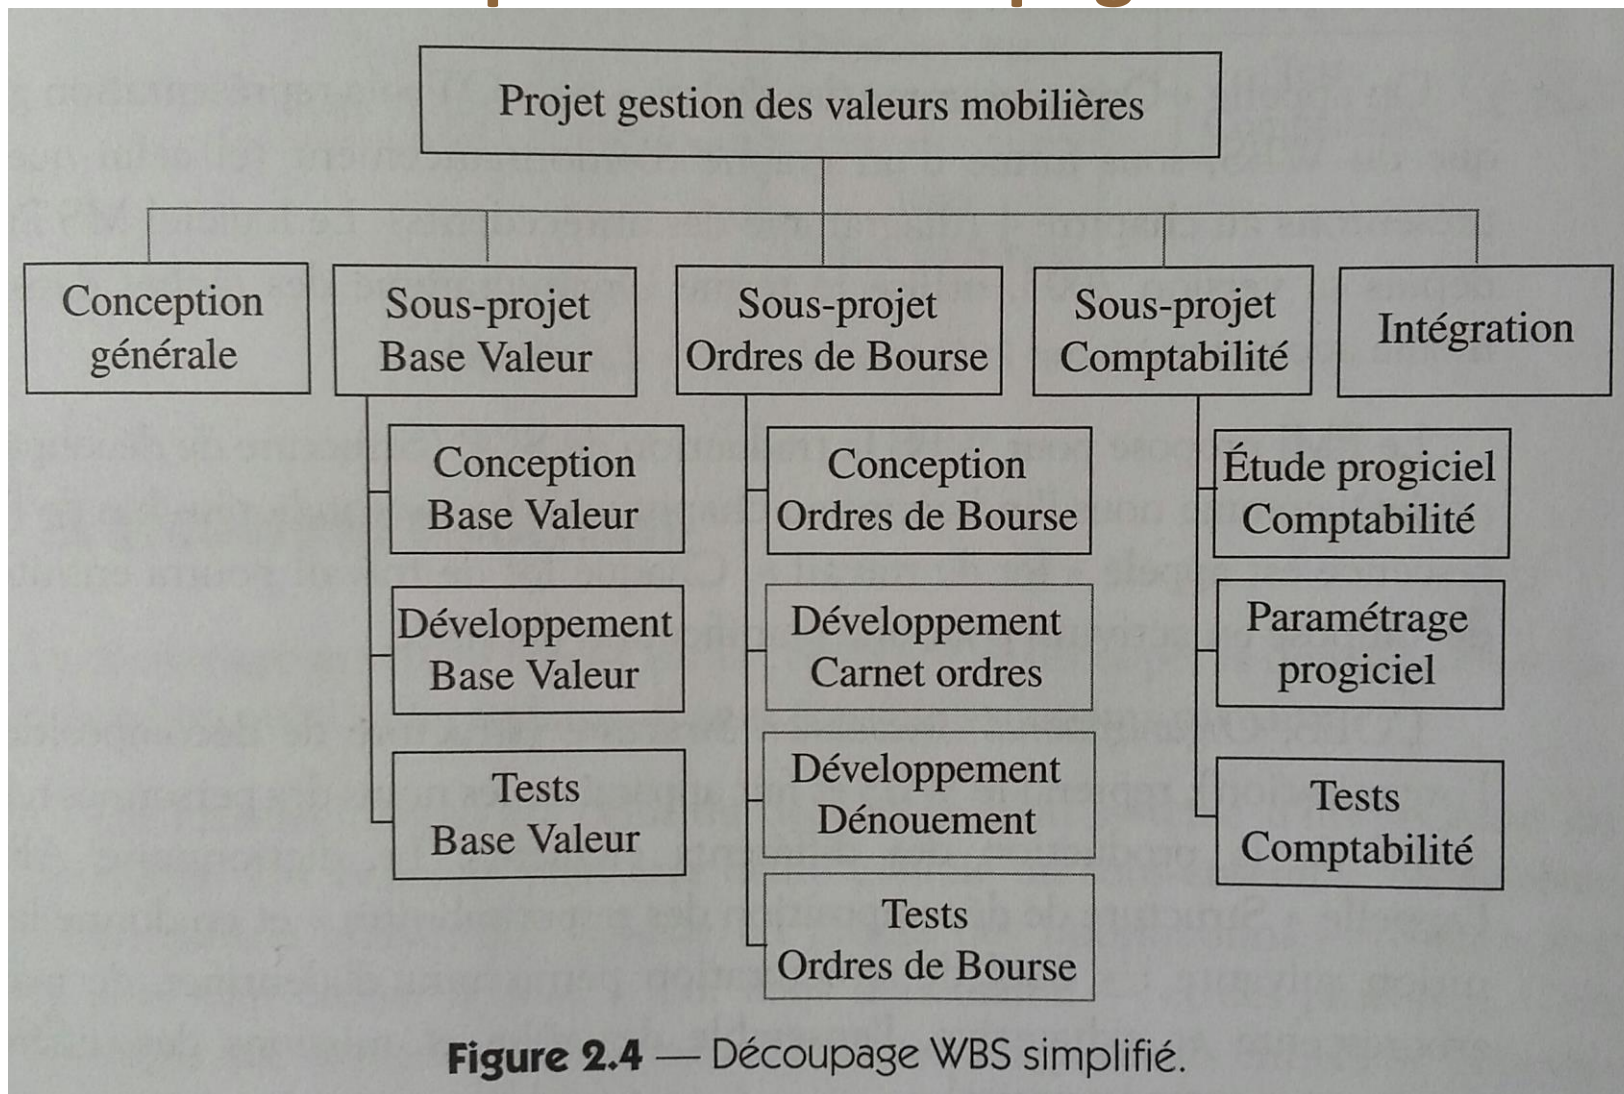 Projet gestion des valeurs mobilières
Conception
générale
Sous-projet
Base Valeur
Sous-projet
Ordres de Bourse
Sous-projet
Comptabilité
Intégration
Conception
Base Valeur
Développement
Base Valeur
Tests
Base Valeur
Conception
Ordres de Bourse
Développement
Carnet ordres
Développement
Dénouement
Tests
Ordres de Bourse
Étude progiciel
Comptabilité
Paramétrage
progiciel
Tests
Comptabilité
Figure 2.4 — Découpage WBS simplifié.